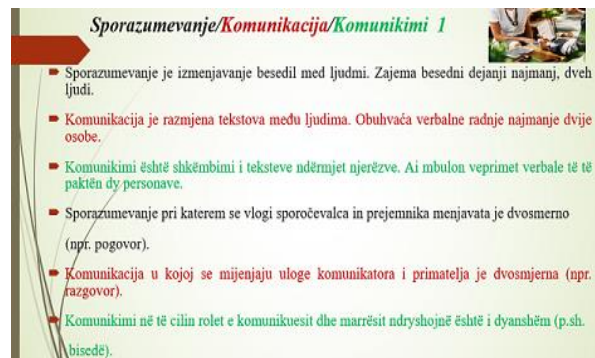 Sporazumevanje/Komunikacija/Komunikimi 1
Sporazumevanje je izmenjavanje besedil med ljudmi. Zajema besedni dejanji najmanj, dveh
ljudi.
Komunikacija je razmjena tekstova među ljudima. Obuhvaća verbalne radnje najmanje dvije
osobe.
Komunikimi është shkëmbimi i teksteve ndërmjet njerëzve. Ai mbulon veprimet verbale të të
paktën dy personave.
Sporazumevanje pri katerem se vlogi sporočevalca in prejemnika menjavata je dvosmerno
(npr. pogovor).
Komunikacija u kojoj se mijenjaju uloge komunikatora i primatelja je dvosmjerna (npr.
razgovor).
Komunikimi në të cilin rolet e komunikuesit dhe marrësit ndryshojnë është i dyanshëm (p.sh.
bisedë).